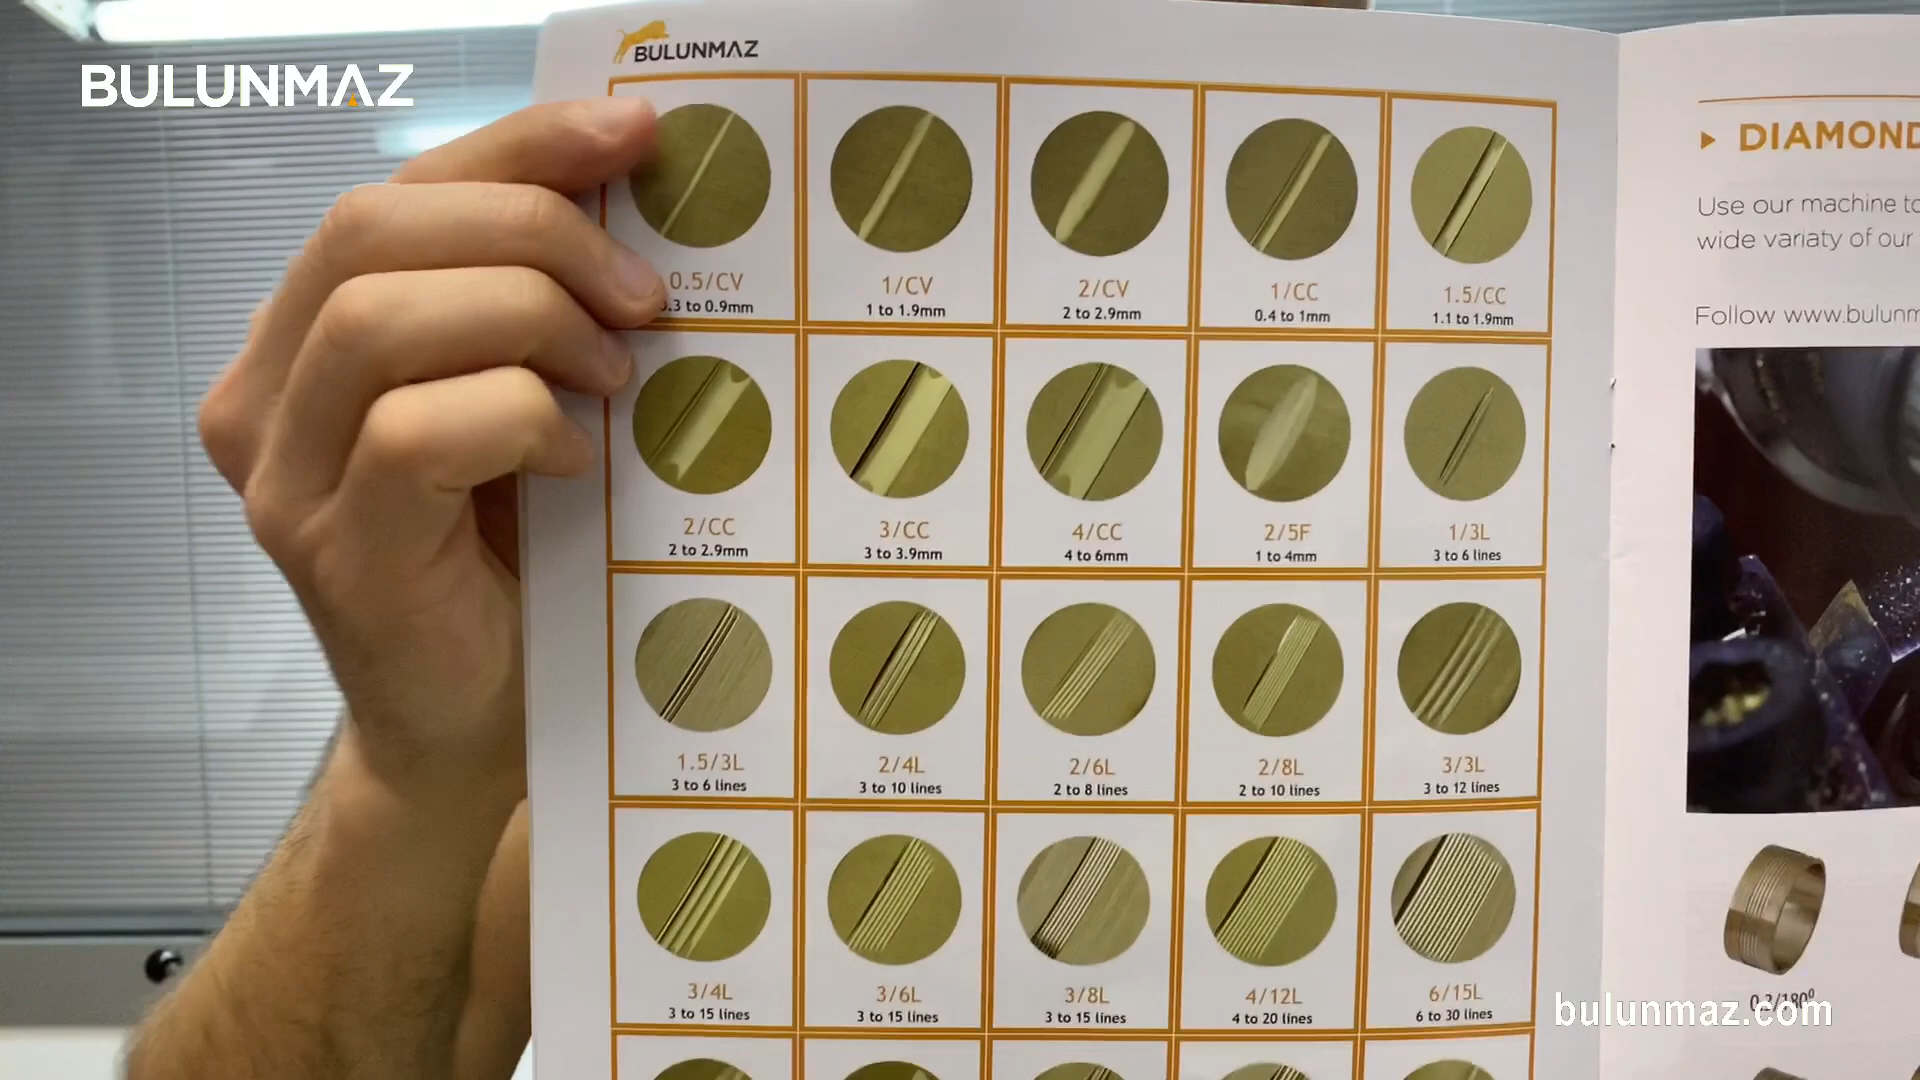 BULUNMAZ
BULUNMAZ
0.5/CV
0.3 to 0.9mm
1/CV
1 to 1.9mm
2/CV
2 to 2.9mm
1/CC
0.4 to 1mm
1.5/CC
1.1 to 1.9mm
2/CC
2 to 2.9mm
3/CC
3 to 3.9mm
4/CC
4 to 6mm
2/5F
1 to 4mm
1/3L
3 to 6 lines
1.5/3L
3 to 6 lines
2/4L
3 to 10 lines
2/6L
2 to 8 lines
2/8L
2 to 10 lines
3/3L
3 to 12 lines
3/4L
3 to 15 lines
3/6L
3 to 15 lines
3/8L
3 to 15 lines
4/12L
4 to 20 lines
6/15L
6 to 30 lines
DIAMOND
Use our machine to
wide variaty of our
Follow www.bulunm
bulunmaz.com